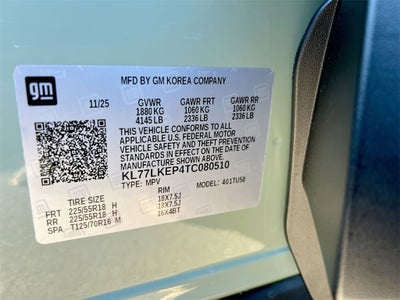 gm
MFD BY GM KOREA COMPANY
11/25 GVWR GAWR FRT GAWR RR
1880 KG 1060 KG 1060 KG
4145 LB 2336 LB 2336 LB
THIS VEHICLE CONFORMS TO ALL
APPLICABLE U.S. FEDERAL MOTOR
VEHICLE SAFETY AND THEFT PREVENTION
STANDARDS IN EFFECT ON THE DATE OF
MANUFACTURE SHOWN ABOVE
KL77LKEP4TC080510
TYPE: MPV MODEL: 401TU58
TIRE SIZE RIM
FRT 225/55R18 H 18X7.5J
RR 225/55R18 H 18X7.5J
SPA T125/70R16 M 16X4BT